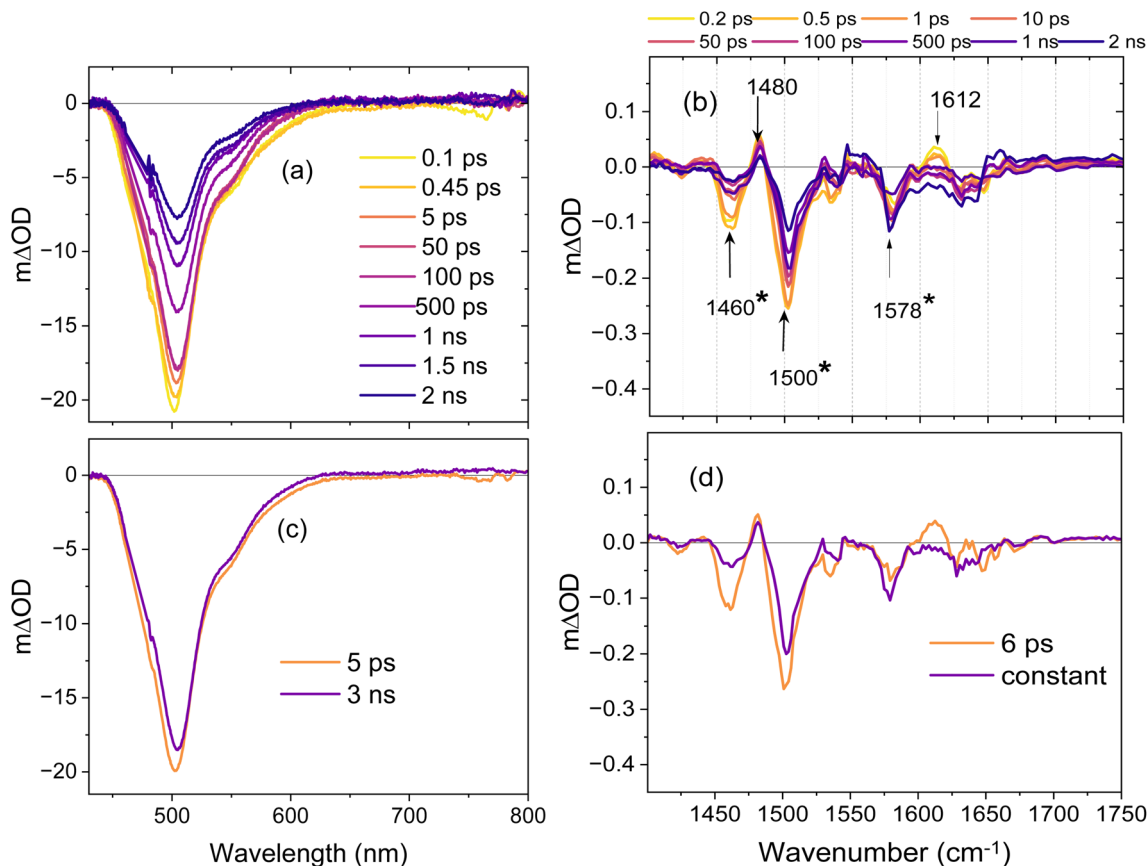 0.2 ps 0.5 ps 1 ps 10 ps
50 ps 100 ps 500 ps 1 ns 2 ns
(a)
0.1 ps
0.45 ps
5 ps
50 ps
100 ps
500 ps
1 ns
1.5 ns
2 ns
0
−5
−10
−15
−20
mΔOD
(b)
1480
1612
1460*
1500*
1578*
0.1
0.0
−0.1
−0.2
−0.3
−0.4
mΔOD
(c)
5 ps
3 ns
0
−5
−10
−15
−20
mΔOD
500 600 700 800
Wavelength (nm)
(d)
6 ps
constant
0.1
0.0
−0.1
−0.2
−0.3
−0.4
mΔOD
1450 1500 1550 1600 1650 1700 1750
Wavenumber (cm⁻¹)